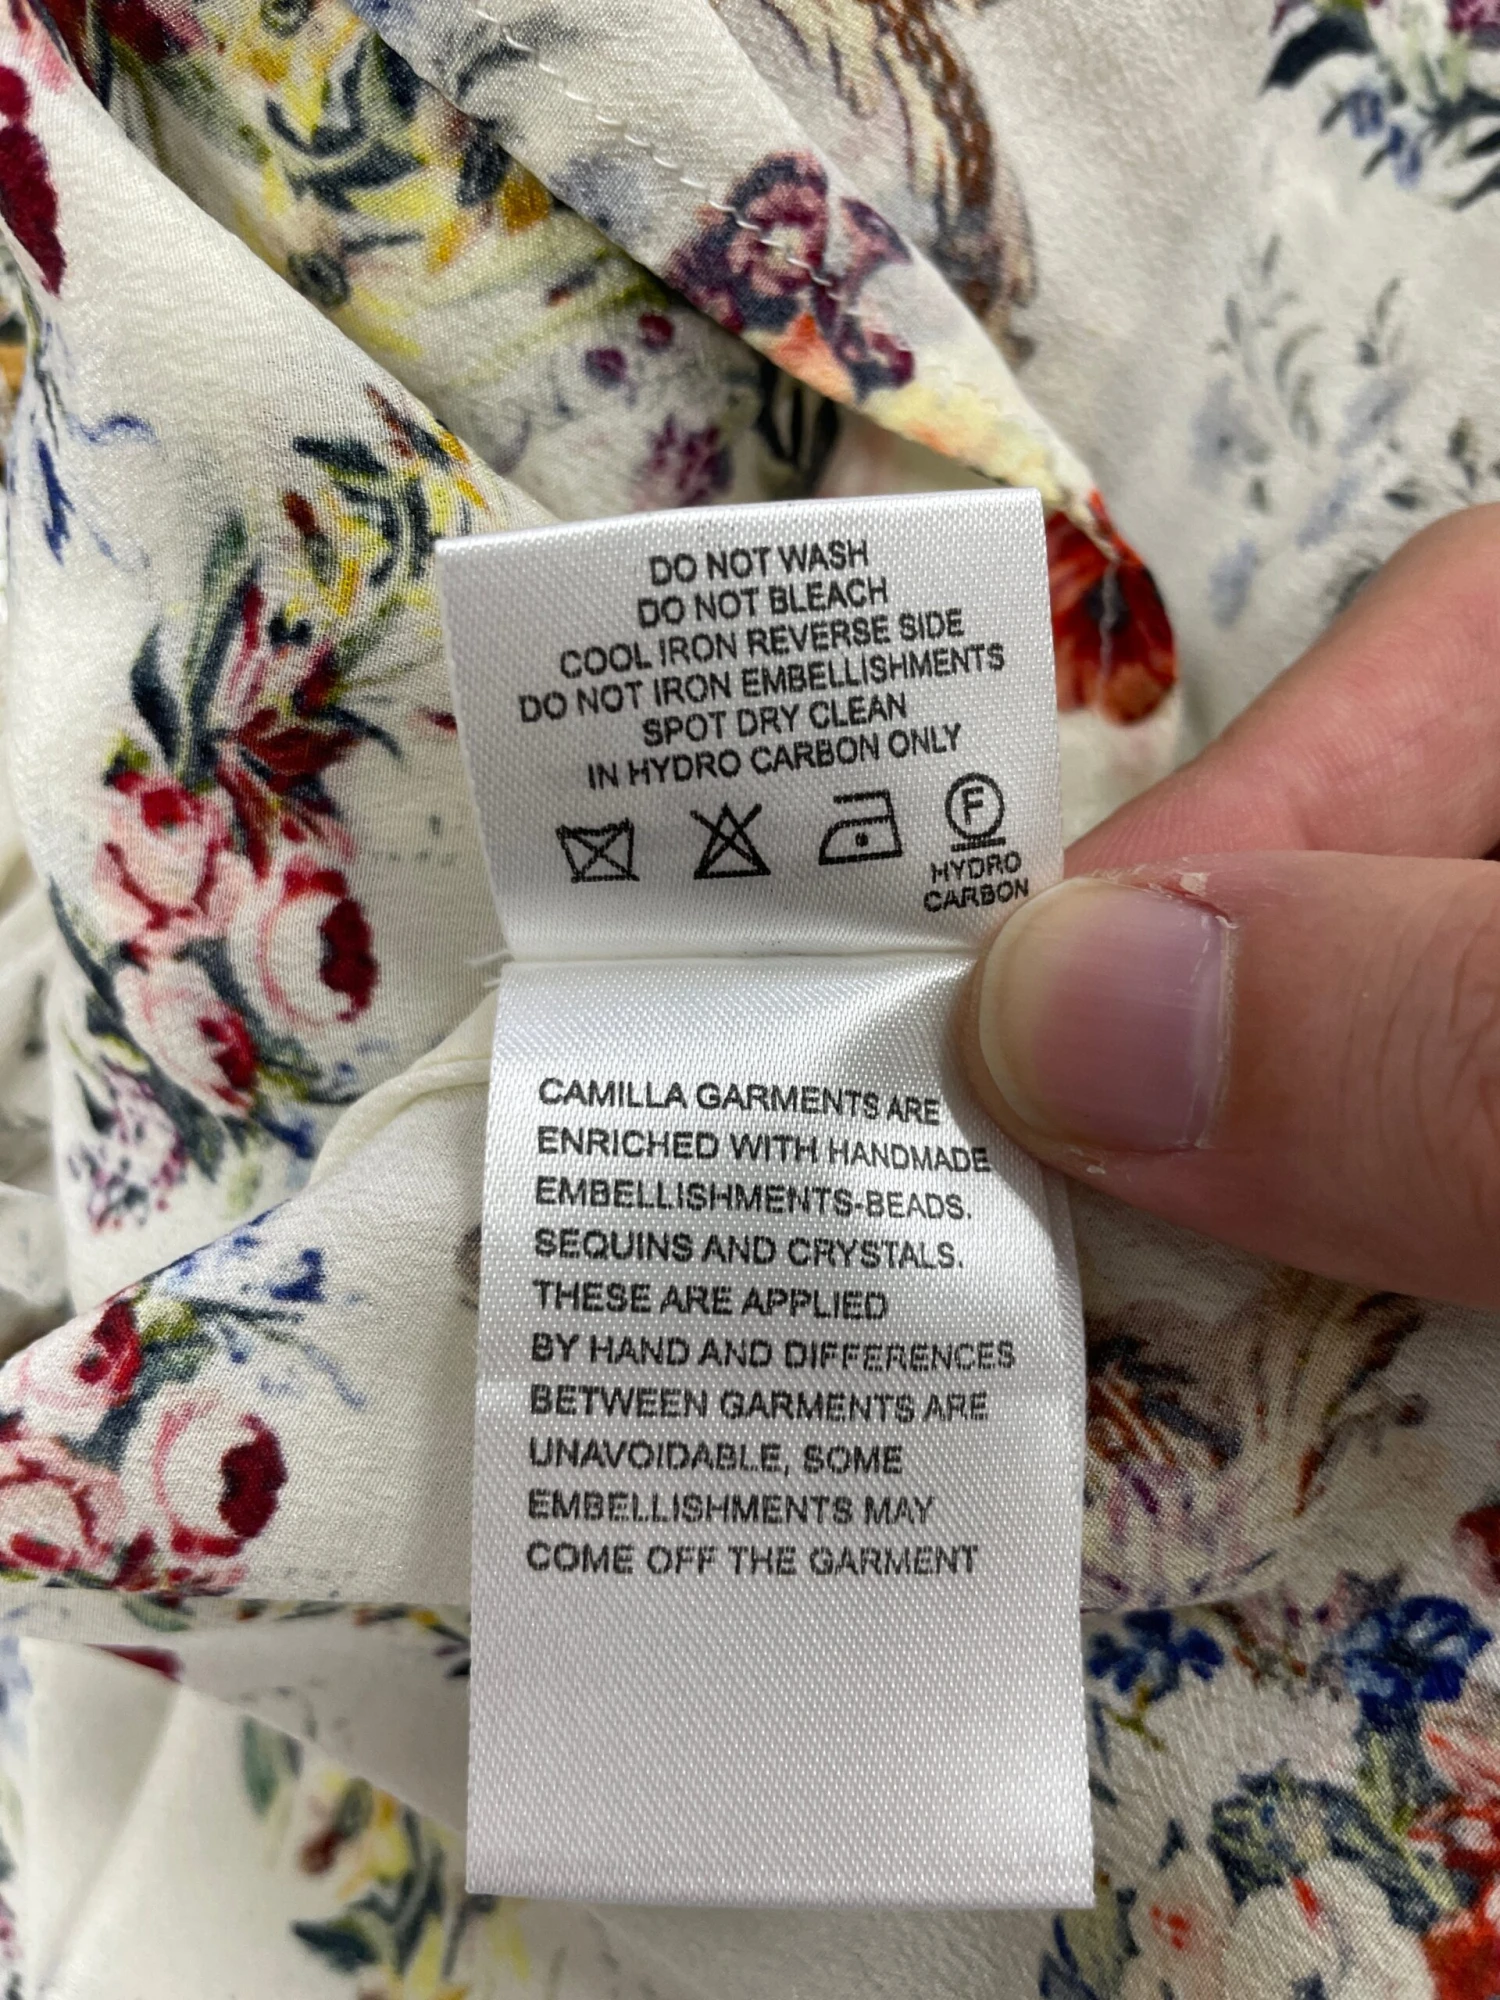 DO NOT WASH
DO NOT BLEACH
COOL IRON REVERSE SIDE
DO NOT IRON EMBELLISHMENTS
SPOT DRY CLEAN
IN HYDRO CARBON ONLY
F
HYDRO
CARBON
CAMILLA GARMENTS ARE
ENRICHED WITH HANDMADE
EMBELLISHMENTS-BEADS.
SEQUINS AND CRYSTALS.
THESE ARE APPLIED
BY HAND AND DIFFERENCES
BETWEEN GARMENTS ARE
UNAVOIDABLE, SOME
EMBELLISHMENTS MAY
COME OFF THE GARMENT